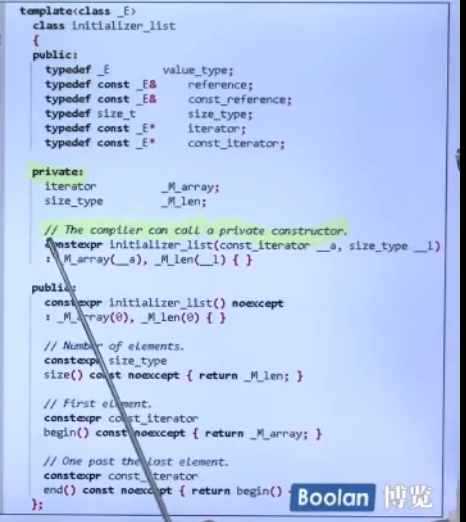 template<class _E>
class initializer_list
{
public:
typedef _E value_type;
typedef const _E& reference;
typedef const _E& const_reference;
typedef size_t size_type;
typedef const _E* iterator;
typedef const _E* const_iterator;
private:
iterator _M_array;
size_type _M_len;
// The compiler can call a private constructor.
constexpr initializer_list(const_iterator __a, size_type __l)
: _M_array(__a), _M_len(__l) { }
public:
constexpr initializer_list() noexcept
: _M_array(0), _M_len(0) { }
// Number of elements.
constexpr size_type
size() const noexcept { return _M_len; }
// First element.
constexpr const_iterator
begin() const noexcept { return _M_array; }
// One past the last element.
constexpr const_iterator
end() const noexcept { return begin()
};
Boolan 博览